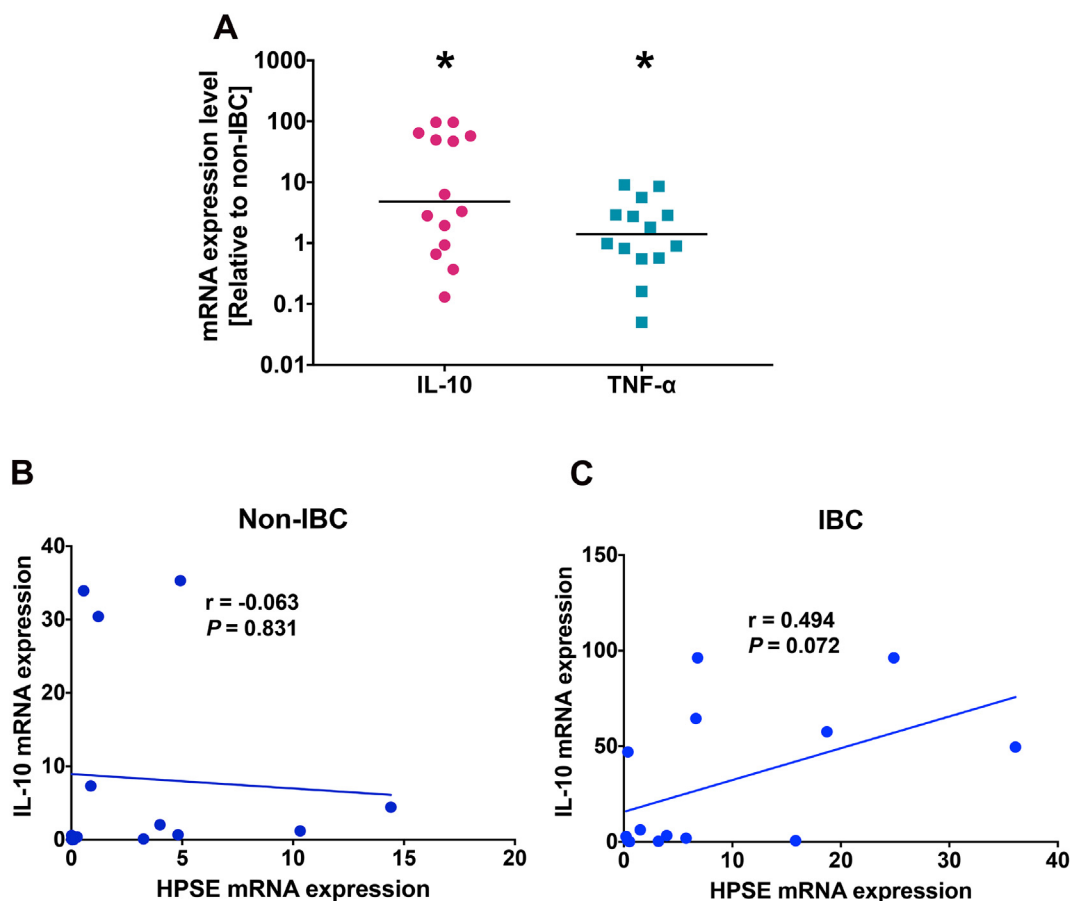 A
mRNA expression level
[Relative to non-IBC]
* *
1000
100
10
1
0.1
0.01
IL-10 TNF-α
B
Non-IBC
IL-10 mRNA expression
40
30
20
10
0
r = -0.063
P = 0.831
0 5 10 15 20
HPSE mRNA expression
C
IBC
IL-10 mRNA expression
150
100
50
0
r = 0.494
P = 0.072
0 10 20 30 40
HPSE mRNA expression